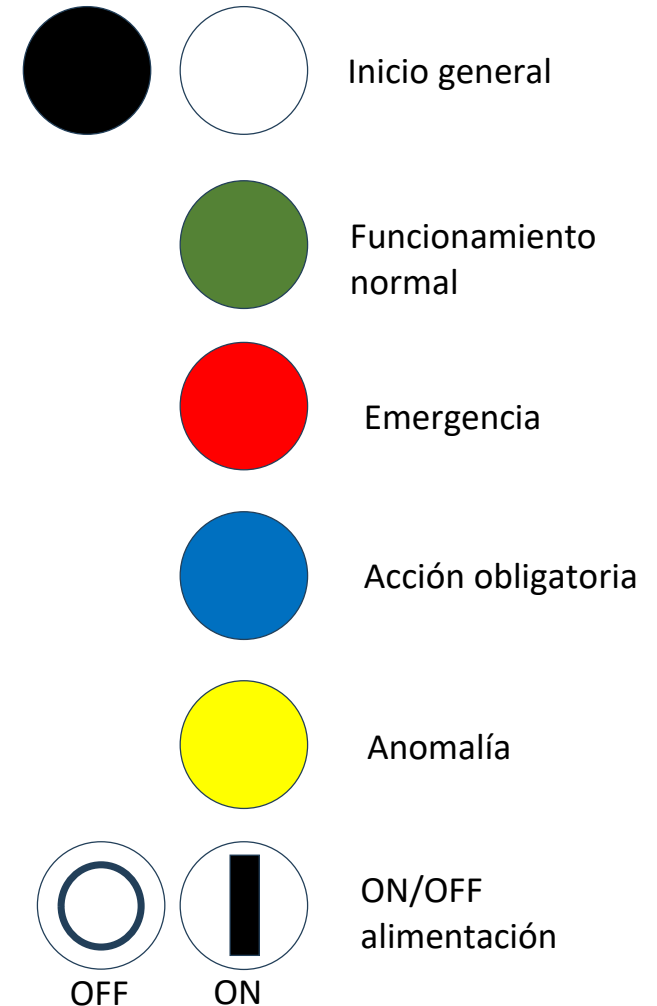 Inicio general
Funcionamiento
normal
Emergencia
Acción obligatoria
Anomalía
ON/OFF
alimentación
OFF ON